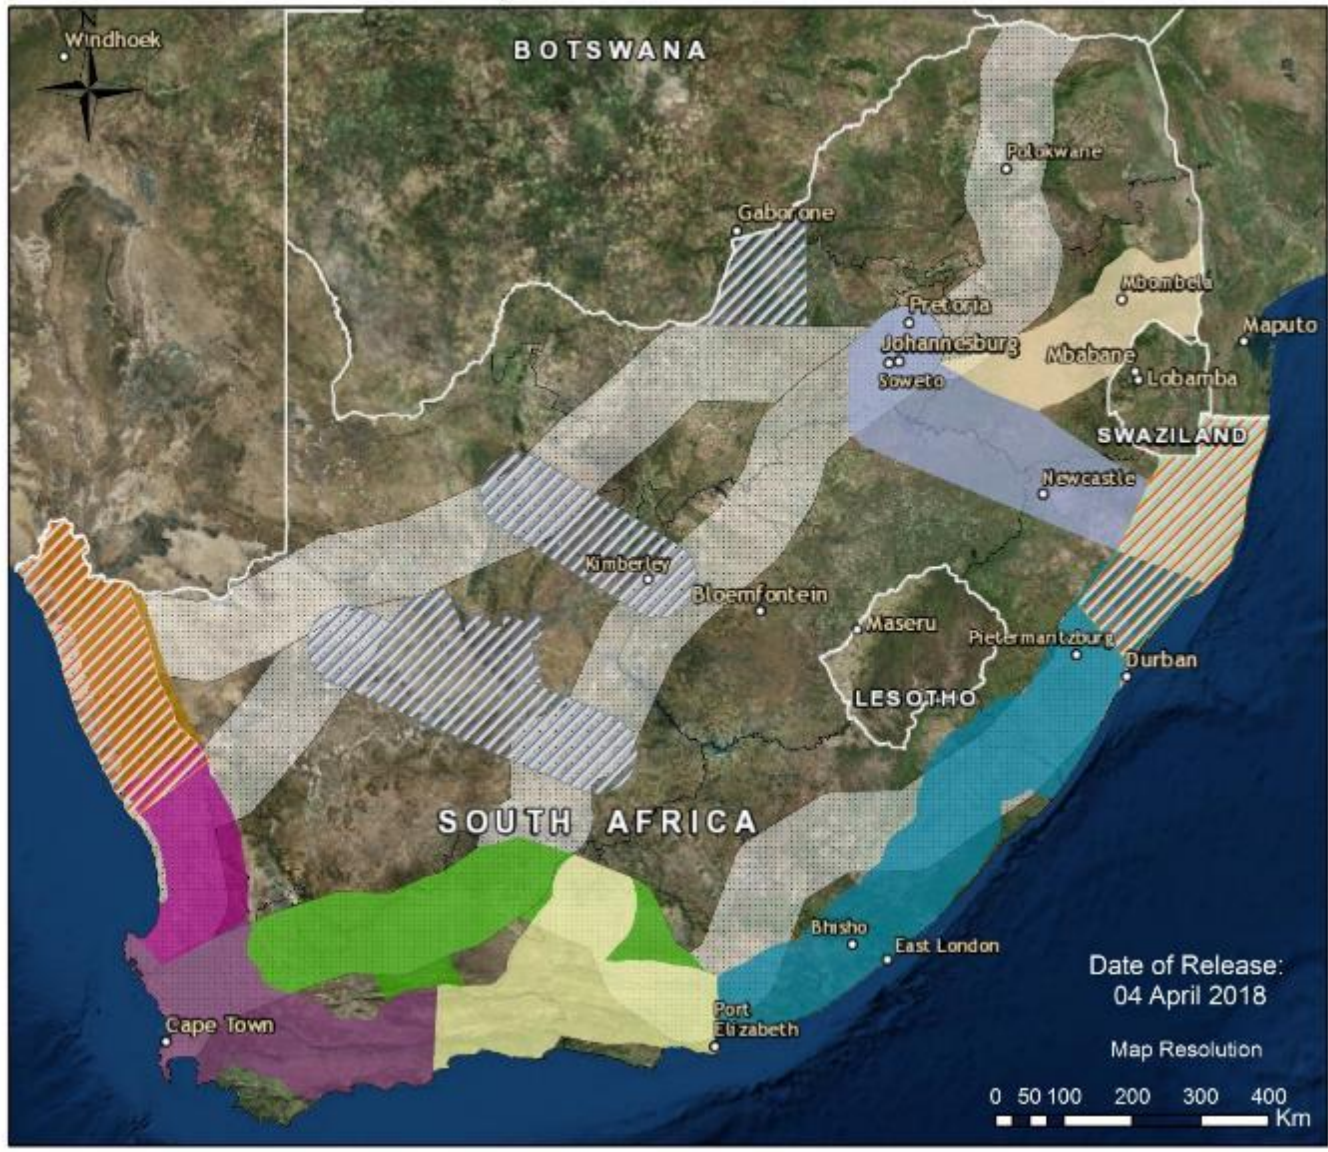 Windhoek
BOTSWANA
Polokwane
Gaborone
Mbombela
Pretoria
Maputo
Johannesburg
Mbabane
Soweto
Lobamba
SWAZILAND
Newcastle
Kimberley
Bloemfontein
Maseru
Pietermaritzburg
Durban
LESOTHO
SOUTH AFRICA
Bhisho
East London
Date of Release:
04 April 2018
Port
Elizabeth
Cape Town
Map Resolution
0 50 100 200 300 400
Km